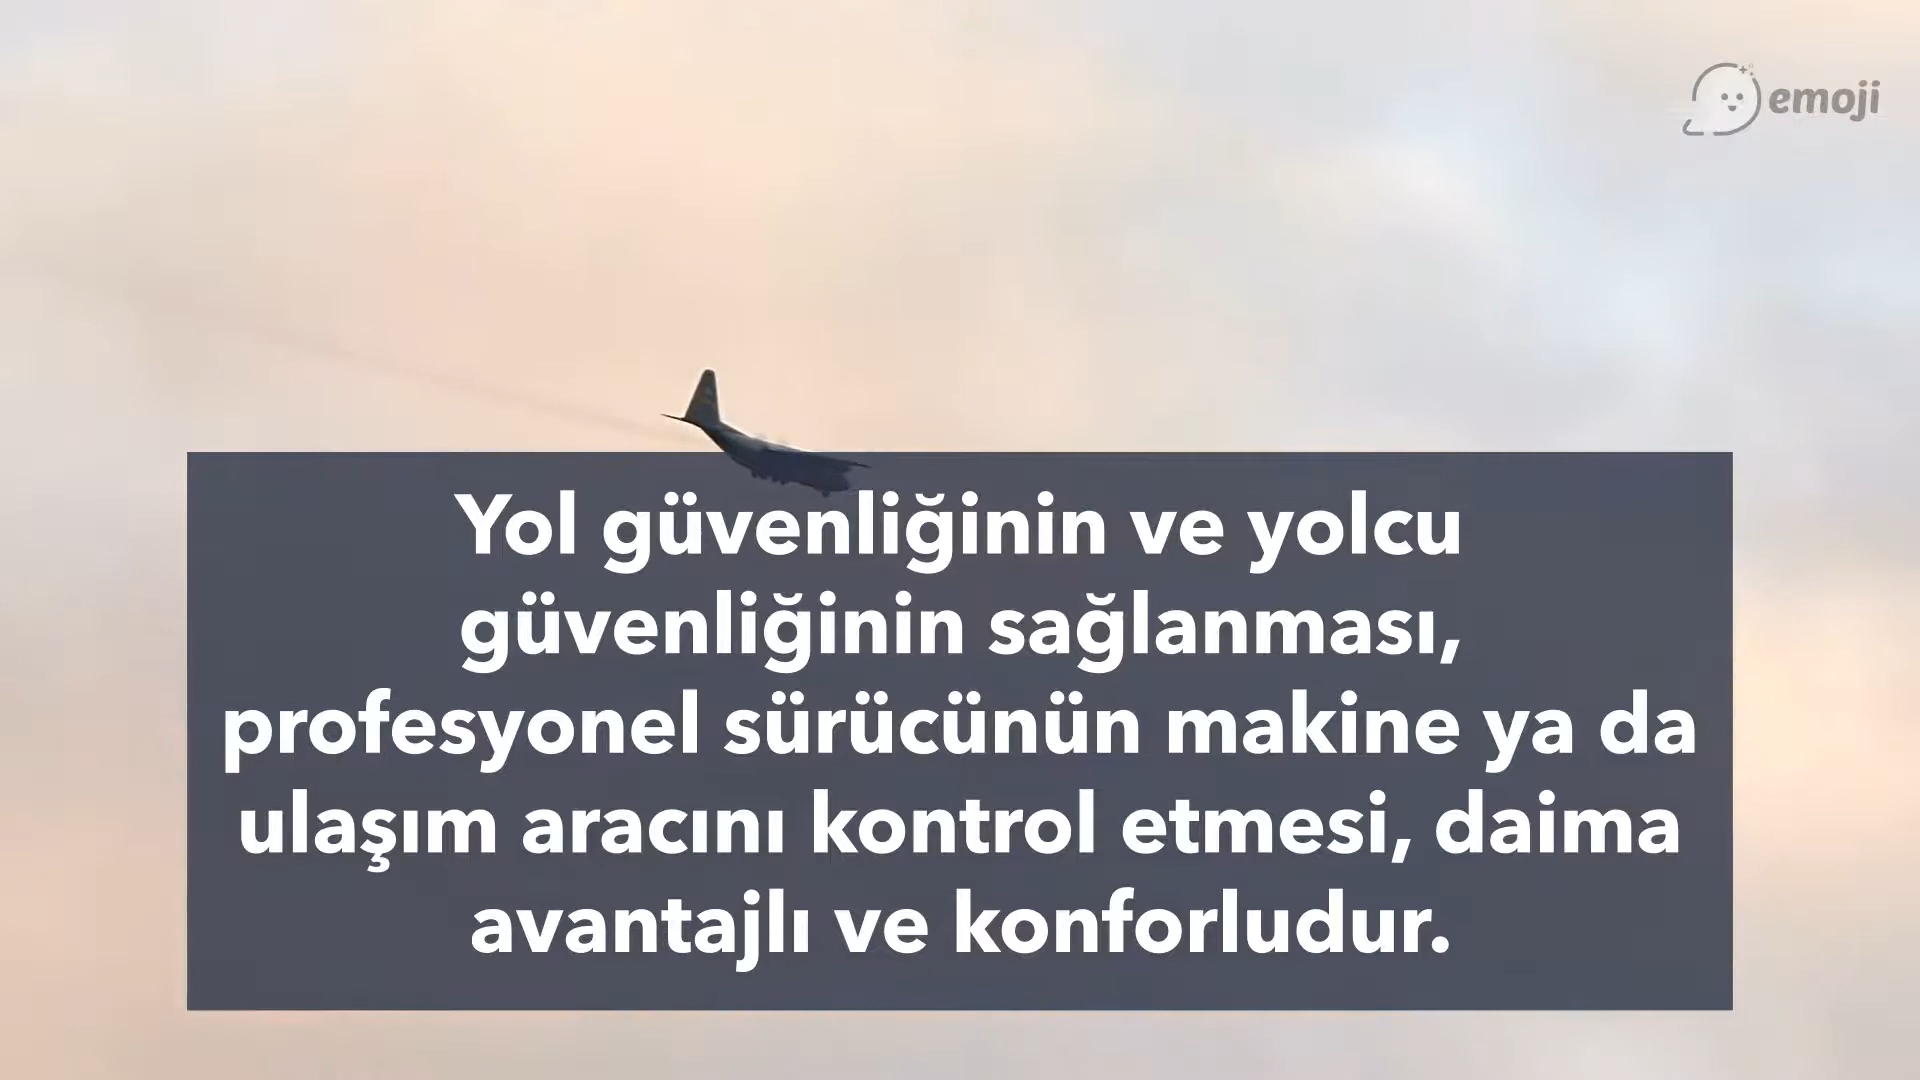 emoji
Yol güvenliğinin ve yolcu
güvenliğinin sağlanması,
profesyonel sürücünün makine ya da
ulaşım aracını kontrol etmesi, daima
avantajlı ve konforludur.